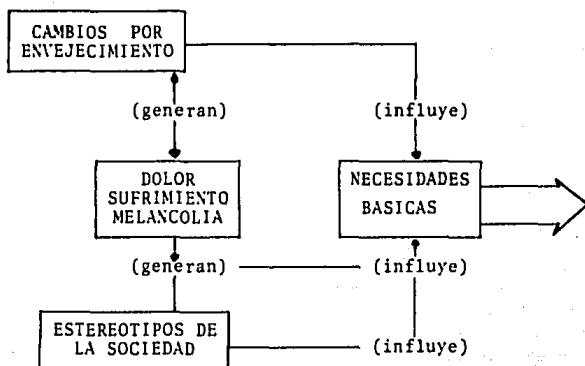 CAMBIOS POR
ENVEJECIMIENTO
(generan)
(influye)
DOLOR
SUFRIMIENTO
MELANCOLIA
NECESIDADES
BASICAS
(generan)
(influye)
ESTEREOTIPOS DE
LA SOCIEDAD
(influye)